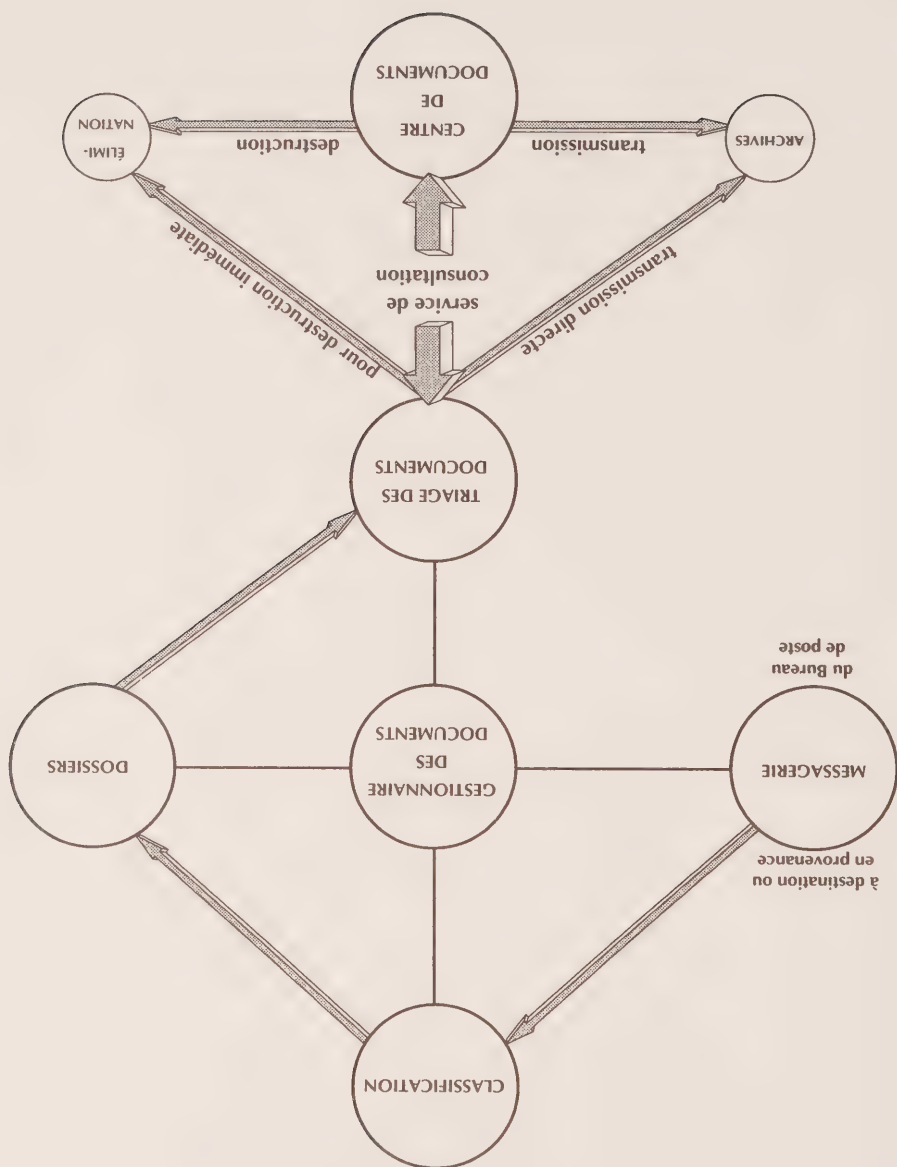 CLASSIFICATION
à destination ou
en provenance
MESSAGERIE
du Bureau
de poste
GESTIONNAIRE
DES
DOCUMENTS
DOSSIERS
TRIAGE DES
DOCUMENTS
transmission directe
service de
consultation
pour destruction immédiate
ARCHIVES
transmission
CENTRE
DE
DOCUMENTS
destruction
ÉLIMI-
NATION